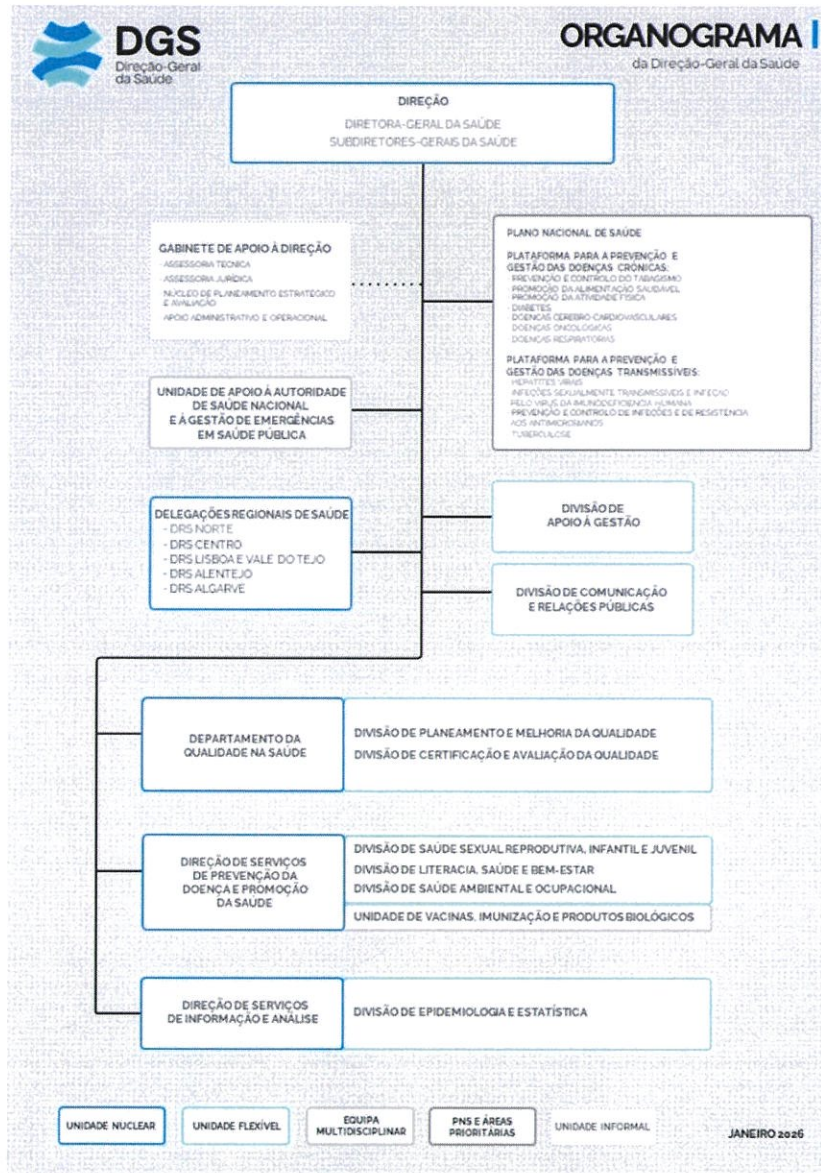 DGS
Direção-Geral
da Saúde
ORGANOGRAMA
da Direção-Geral da Saúde
DIREÇÃO
DIRETORA-GERAL DA SAÚDE
SUBDIRETORES-GERAIS DA SAÚDE
GABINETE DE APOIO À DIREÇÃO
ASSESSORIA TÉCNICA
ASSESSORIA JURÍDICA
NÚCLEO DE PLANEAMENTO ESTRATÉGICO
E AVALIAÇÃO
APOIO ADMINISTRATIVO E OPERACIONAL
PLANO NACIONAL DE SAÚDE
PLATAFORMA PARA A PREVENÇÃO E
GESTÃO DAS DOENÇAS CRÓNICAS:
- PREVENÇÃO E CONTROLO DO TABAGISMO
- PROMOÇÃO DA ALIMENTAÇÃO SAUDÁVEL
- PROMOÇÃO DA ATIVIDADE FÍSICA
- DIABETES
- DOENÇAS CÉREBRO-CARDIOVASCULARES
DOENÇAS ONCOLÓGICAS
DOENÇAS RESPIRATÓRIAS
PLATAFORMA PARA A PREVENÇÃO E
GESTÃO DAS DOENÇAS TRANSMISSÍVEIS:
HEPATITES VIRAIS
INFEÇÕES SEXUALMENTE TRANSMISSÍVEIS E INFEÇÃO
PELO VÍRUS DA IMUNODEFICIÊNCIA HUMANA
PREVENÇÃO E CONTROLO DE INFEÇÕES E DE RESISTÊNCIA
AOS ANTIMICROBIANOS
TUBERCULOSE
UNIDADE DE APOIO À AUTORIDADE
DE SAÚDE NACIONAL
E À GESTÃO DE EMERGÊNCIAS
EM SAÚDE PÚBLICA
DELEGAÇÕES REGIONAIS DE SAÚDE
- DRS NORTE
- DRS CENTRO
- DRS LISBOA E VALE DO TEJO
- DRS ALENTEJO
- DRS ALGARVE
DIVISÃO DE
APOIO À GESTÃO
DIVISÃO DE COMUNICAÇÃO
E RELAÇÕES PÚBLICAS
DEPARTAMENTO DA
QUALIDADE NA SAÚDE
DIVISÃO DE PLANEAMENTO E MELHORIA DA QUALIDADE
DIVISÃO DE CERTIFICAÇÃO E AVALIAÇÃO DA QUALIDADE
DIREÇÃO DE SERVIÇOS
DE PREVENÇÃO DA
DOENÇA E PROMOÇÃO
DA SAÚDE
DIVISÃO DE SAÚDE SEXUAL REPRODUTIVA, INFANTIL E JUVENIL
DIVISÃO DE LITERACIA, SAÚDE E BEM-ESTAR
DIVISÃO DE SAÚDE AMBIENTAL E OCUPACIONAL
UNIDADE DE VACINAS, IMUNIZAÇÃO E PRODUTOS BIOLÓGICOS
DIREÇÃO DE SERVIÇOS
DE INFORMAÇÃO E ANÁLISE
DIVISÃO DE EPIDEMIOLOGIA E ESTATÍSTICA
UNIDADE NUCLEAR
UNIDADE FLEXÍVEL
EQUIPA
MULTIDISCIPLINAR
PNS E ÁREAS
PRIORITÁRIAS
UNIDADE INFORMAL
JANEIRO 2026